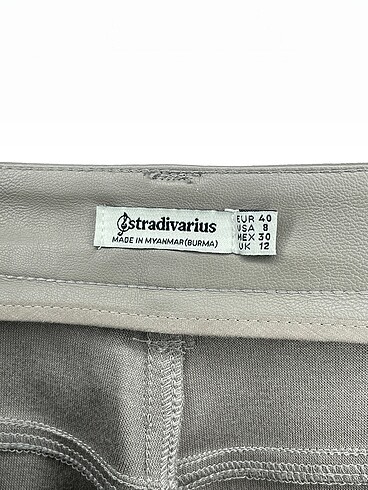 stradivarius
MADE IN MYANMAR (BURMA)
EUR 40
USA 8
MEX 30
UK 12